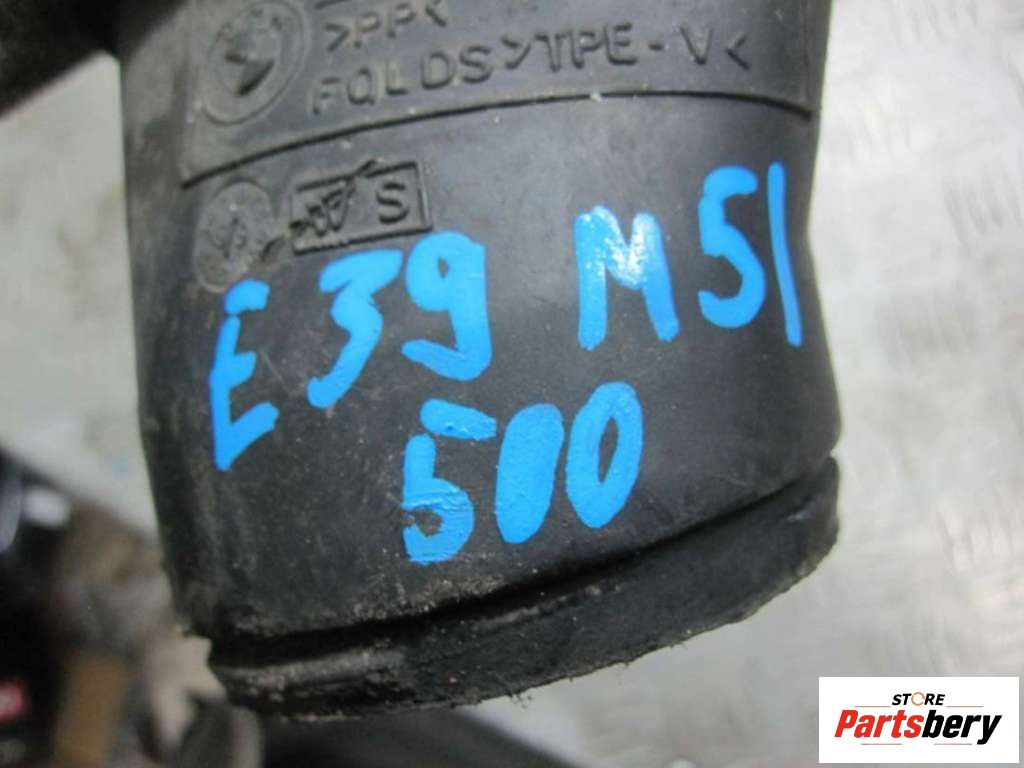 >PP<
FOLDS>TPE-V<
S
E39 M51
500
STORE
Partsbery